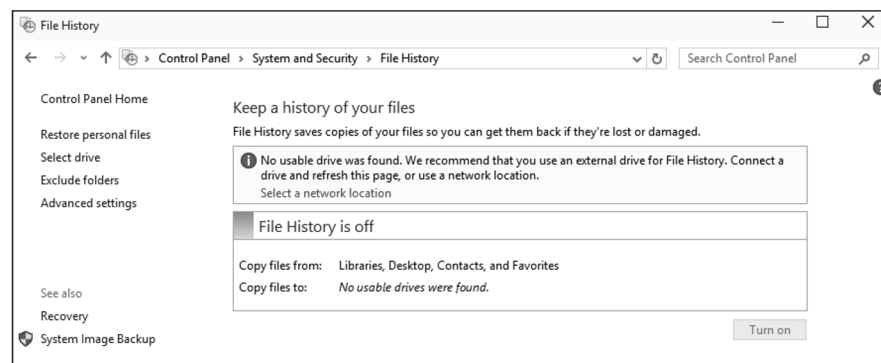 File History
Control Panel › System and Security › File History
Search Control Panel
Control Panel Home
Restore personal files
Select drive
Exclude folders
Advanced settings
See also
Recovery
System Image Backup
Keep a history of your files
File History saves copies of your files so you can get them back if they're lost or damaged.
No usable drive was found. We recommend that you use an external drive for File History. Connect a
drive and refresh this page, or use a network location.
Select a network location
File History is off
Copy files from: Libraries, Desktop, Contacts, and Favorites
Copy files to: No usable drives were found.
Turn on